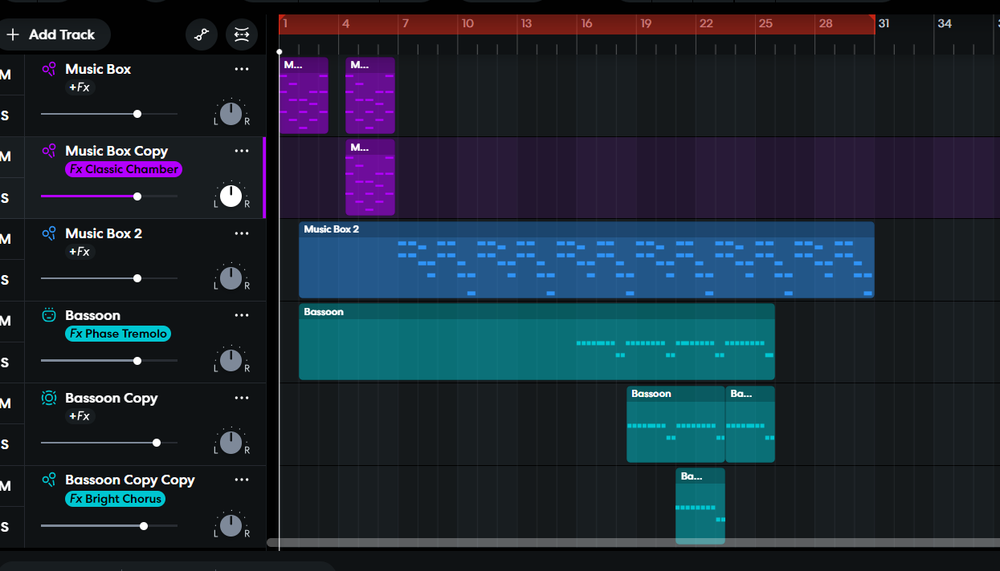 1 4 7 10 13 16 19 22 25 28 31 34
+ Add Track
M Music Box ...
+Fx
S L R
M Music Box Copy ...
Fx Classic Chamber
S L R
M Music Box 2 ...
+Fx
S L R
M Bassoon ...
Fx Phase Tremolo
S L R
M Bassoon Copy ...
+Fx
S L R
M Bassoon Copy Copy ...
Fx Bright Chorus
S L R
M... M...
M...
Music Box 2
Bassoon
Bassoon Ba...
Ba...